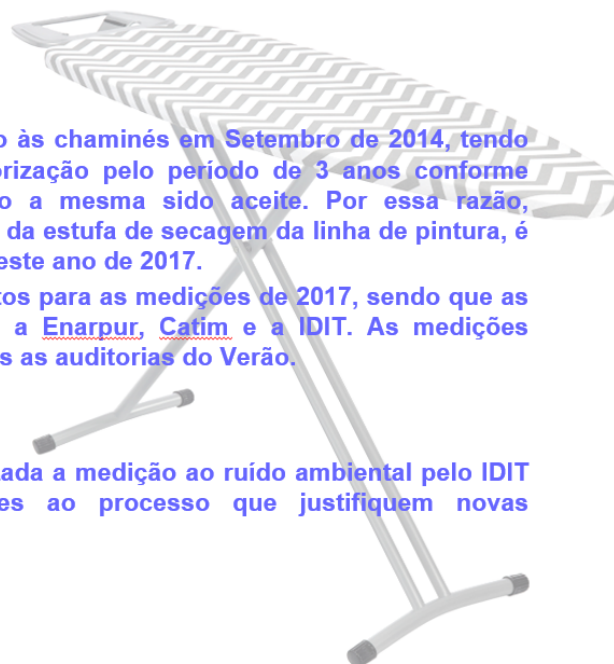 o às chaminés em Setembro de 2014, tendo
orização pelo período de 3 anos conforme
o a mesma sido aceite. Por essa razão,
da estufa de secagem da linha de pintura, é
este ano de 2017.
tos para as medições de 2017, sendo que as
a Enarpur, Catim e a IDIT. As medições
s as auditorias do Verão.
ada a medição ao ruído ambiental pelo IDIT
es ao processo que justifiquem novas